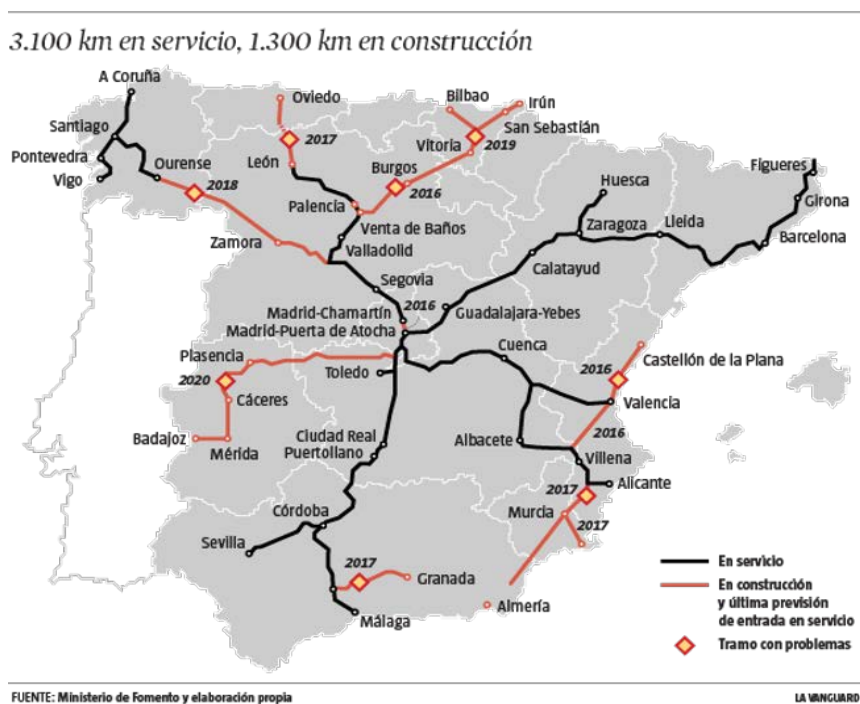 3.100 km en servicio, 1.300 km en construcción
A Coruña
Oviedo
Bilbao
Irún
Santiago
2017
Vitoria
San Sebastián
2019
Pontevedra
Ourense
León
Burgos
Figueres
Vigo
2018
2016
Huesca
Girona
Palencia
Venta de Baños
Zaragoza
Lleida
Zamora
Valladolid
Barcelona
Segovia
Calatayud
2016
Madrid-Chamartín
Guadalajara-Yebes
Madrid-Puerta de Atocha
Cuenca
Plasencia
Castellón de la Plana
Toledo
2016
2020
Cáceres
Valencia
Badajoz
Mérida
Ciudad Real
Puertollano
Albacete
2016
Villena
2017
Alicante
Córdoba
Murcia
2017
Sevilla
2017
Granada
Almería
Málaga
En servicio
En construcción
y última previsión
de entrada en servicio
Tramo con problemas
FUENTE: Ministerio de Fomento y elaboración propia
LA VANGUARD